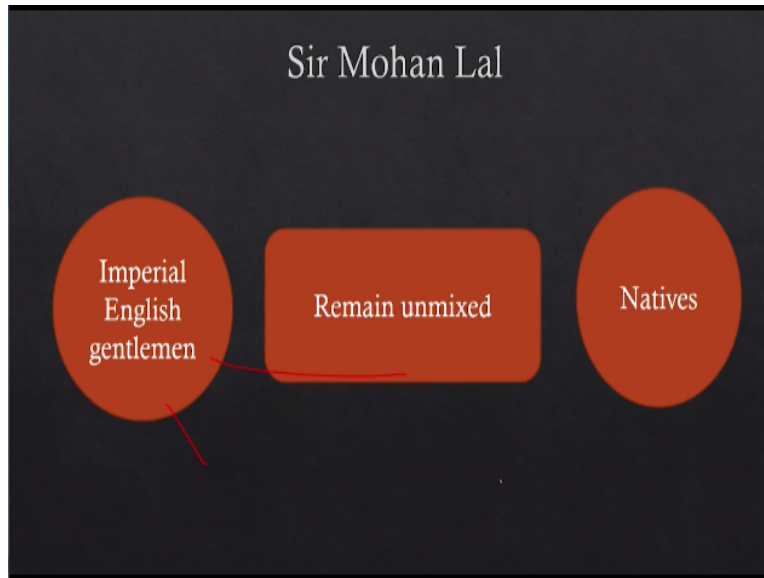 Sir Mohan Lal
Imperial
English
gentlemen
Remain unmixed
Natives